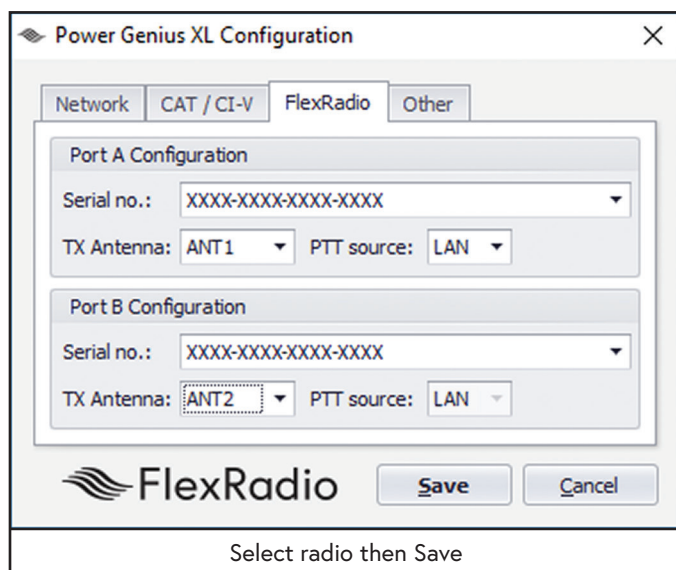 Power Genius XL Configuration
Network CAT / CI-V FlexRadio Other
Port A Configuration
Serial no.: XXXX-XXXX-XXXX-XXXX
TX Antenna: ANT1 PTT source: LAN
Port B Configuration
Serial no.: XXXX-XXXX-XXXX-XXXX
TX Antenna: ANT2 PTT source: LAN
FlexRadio Save Cancel
Select radio then Save